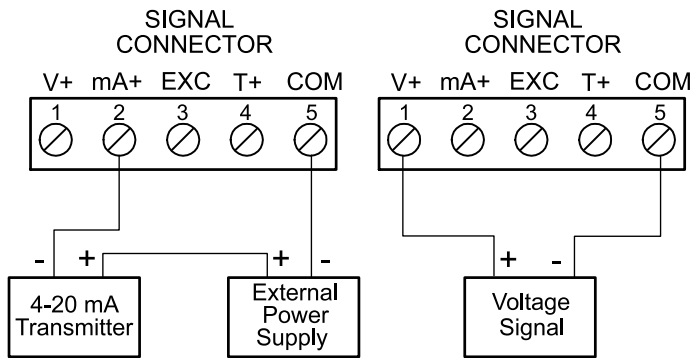 SIGNAL
CONNECTOR
V+ mA+ EXC T+ COM
1 2 3 4 5
- + + -
4-20 mA
Transmitter
External
Power
Supply
SIGNAL
CONNECTOR
V+ mA+ EXC T+ COM
1 2 3 4 5
+ -
Voltage
Signal